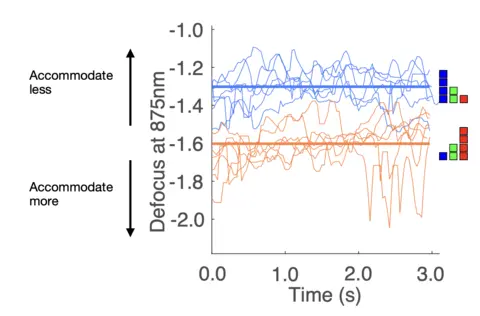 -1.0
-1.2
-1.4
-1.6
-1.8
-2.0
Defocus at 875nm
Accommodate
less
Accommodate
more
0.0
1.0
2.0
3.0
Time (s)